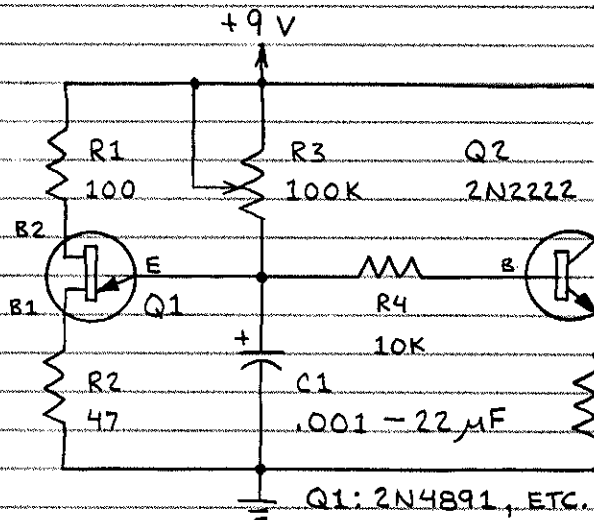 +9 V
R1
100
R3
100K
Q2
2N2222
B2
E
B
B1
Q1
R4
10K
+
R2
47
C1
.001 - 22 µF
Q1: 2N4891, ETC.